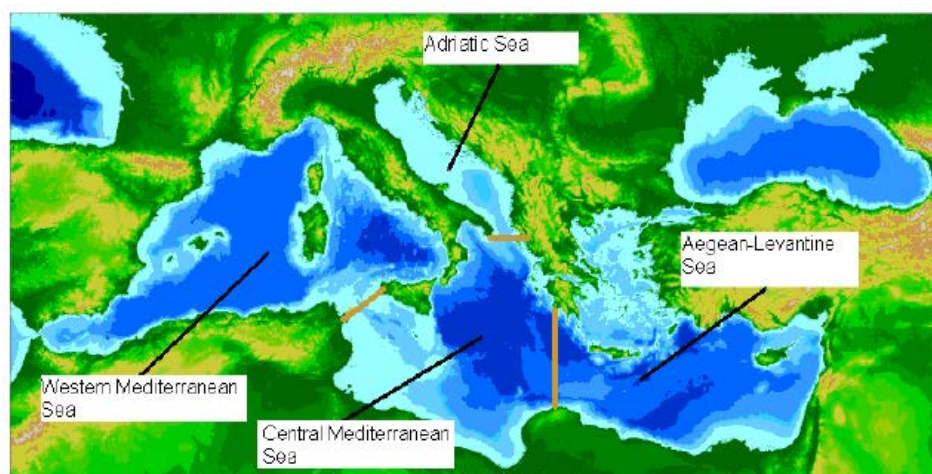 Adriatic Sea
Aegean-Levantine
Sea
Western Mediterranean
Sea
Central Mediterranean
Sea